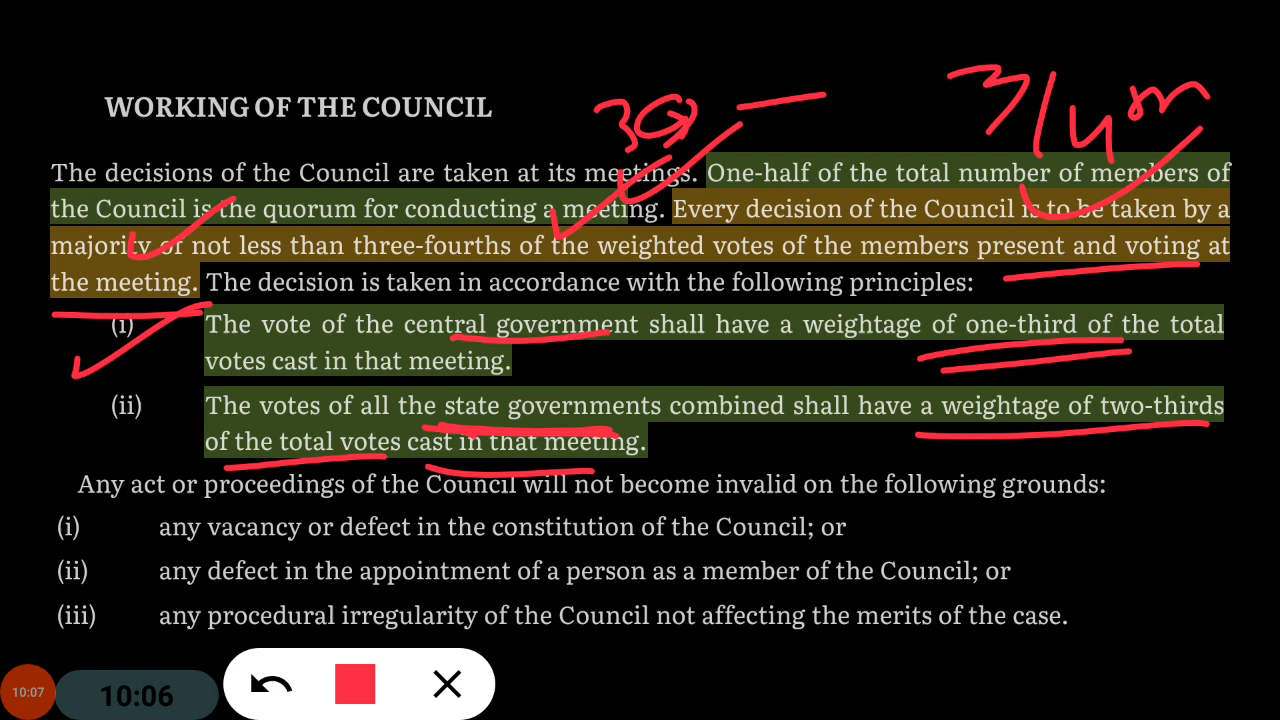 WORKING OF THE COUNCIL
3/4 m
The decisions of the Council are taken at its meetings. One-half of the total number of members of
the Council is the quorum for conducting a meeting. Every decision of the Council is to be taken by a
majority of not less than three-fourths of the weighted votes of the members present and voting at
the meeting. The decision is taken in accordance with the following principles:
(i) The vote of the central government shall have a weightage of one-third of the total
votes cast in that meeting.
(ii) The votes of all the state governments combined shall have a weightage of two-thirds
of the total votes cast in that meeting.
Any act or proceedings of the Council will not become invalid on the following grounds:
(i) any vacancy or defect in the constitution of the Council; or
(ii) any defect in the appointment of a person as a member of the Council; or
(iii) any procedural irregularity of the Council not affecting the merits of the case.
10:07 10:06